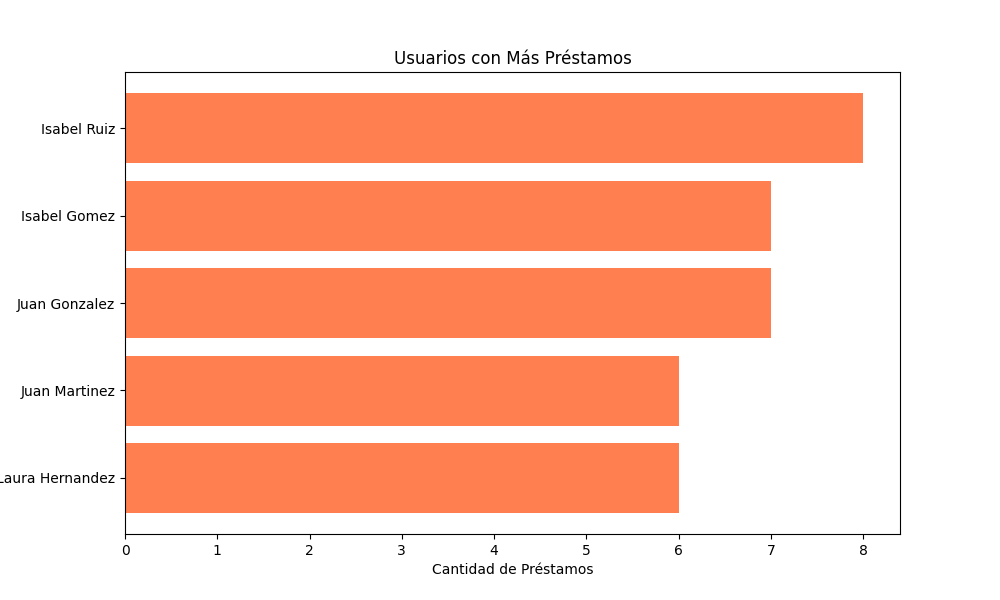 Usuarios con Más Préstamos
Isabel Ruiz
Isabel Gomez
Juan Gonzalez
Juan Martinez
Laura Hernandez
0 1 2 3 4 5 6 7 8
Cantidad de Préstamos